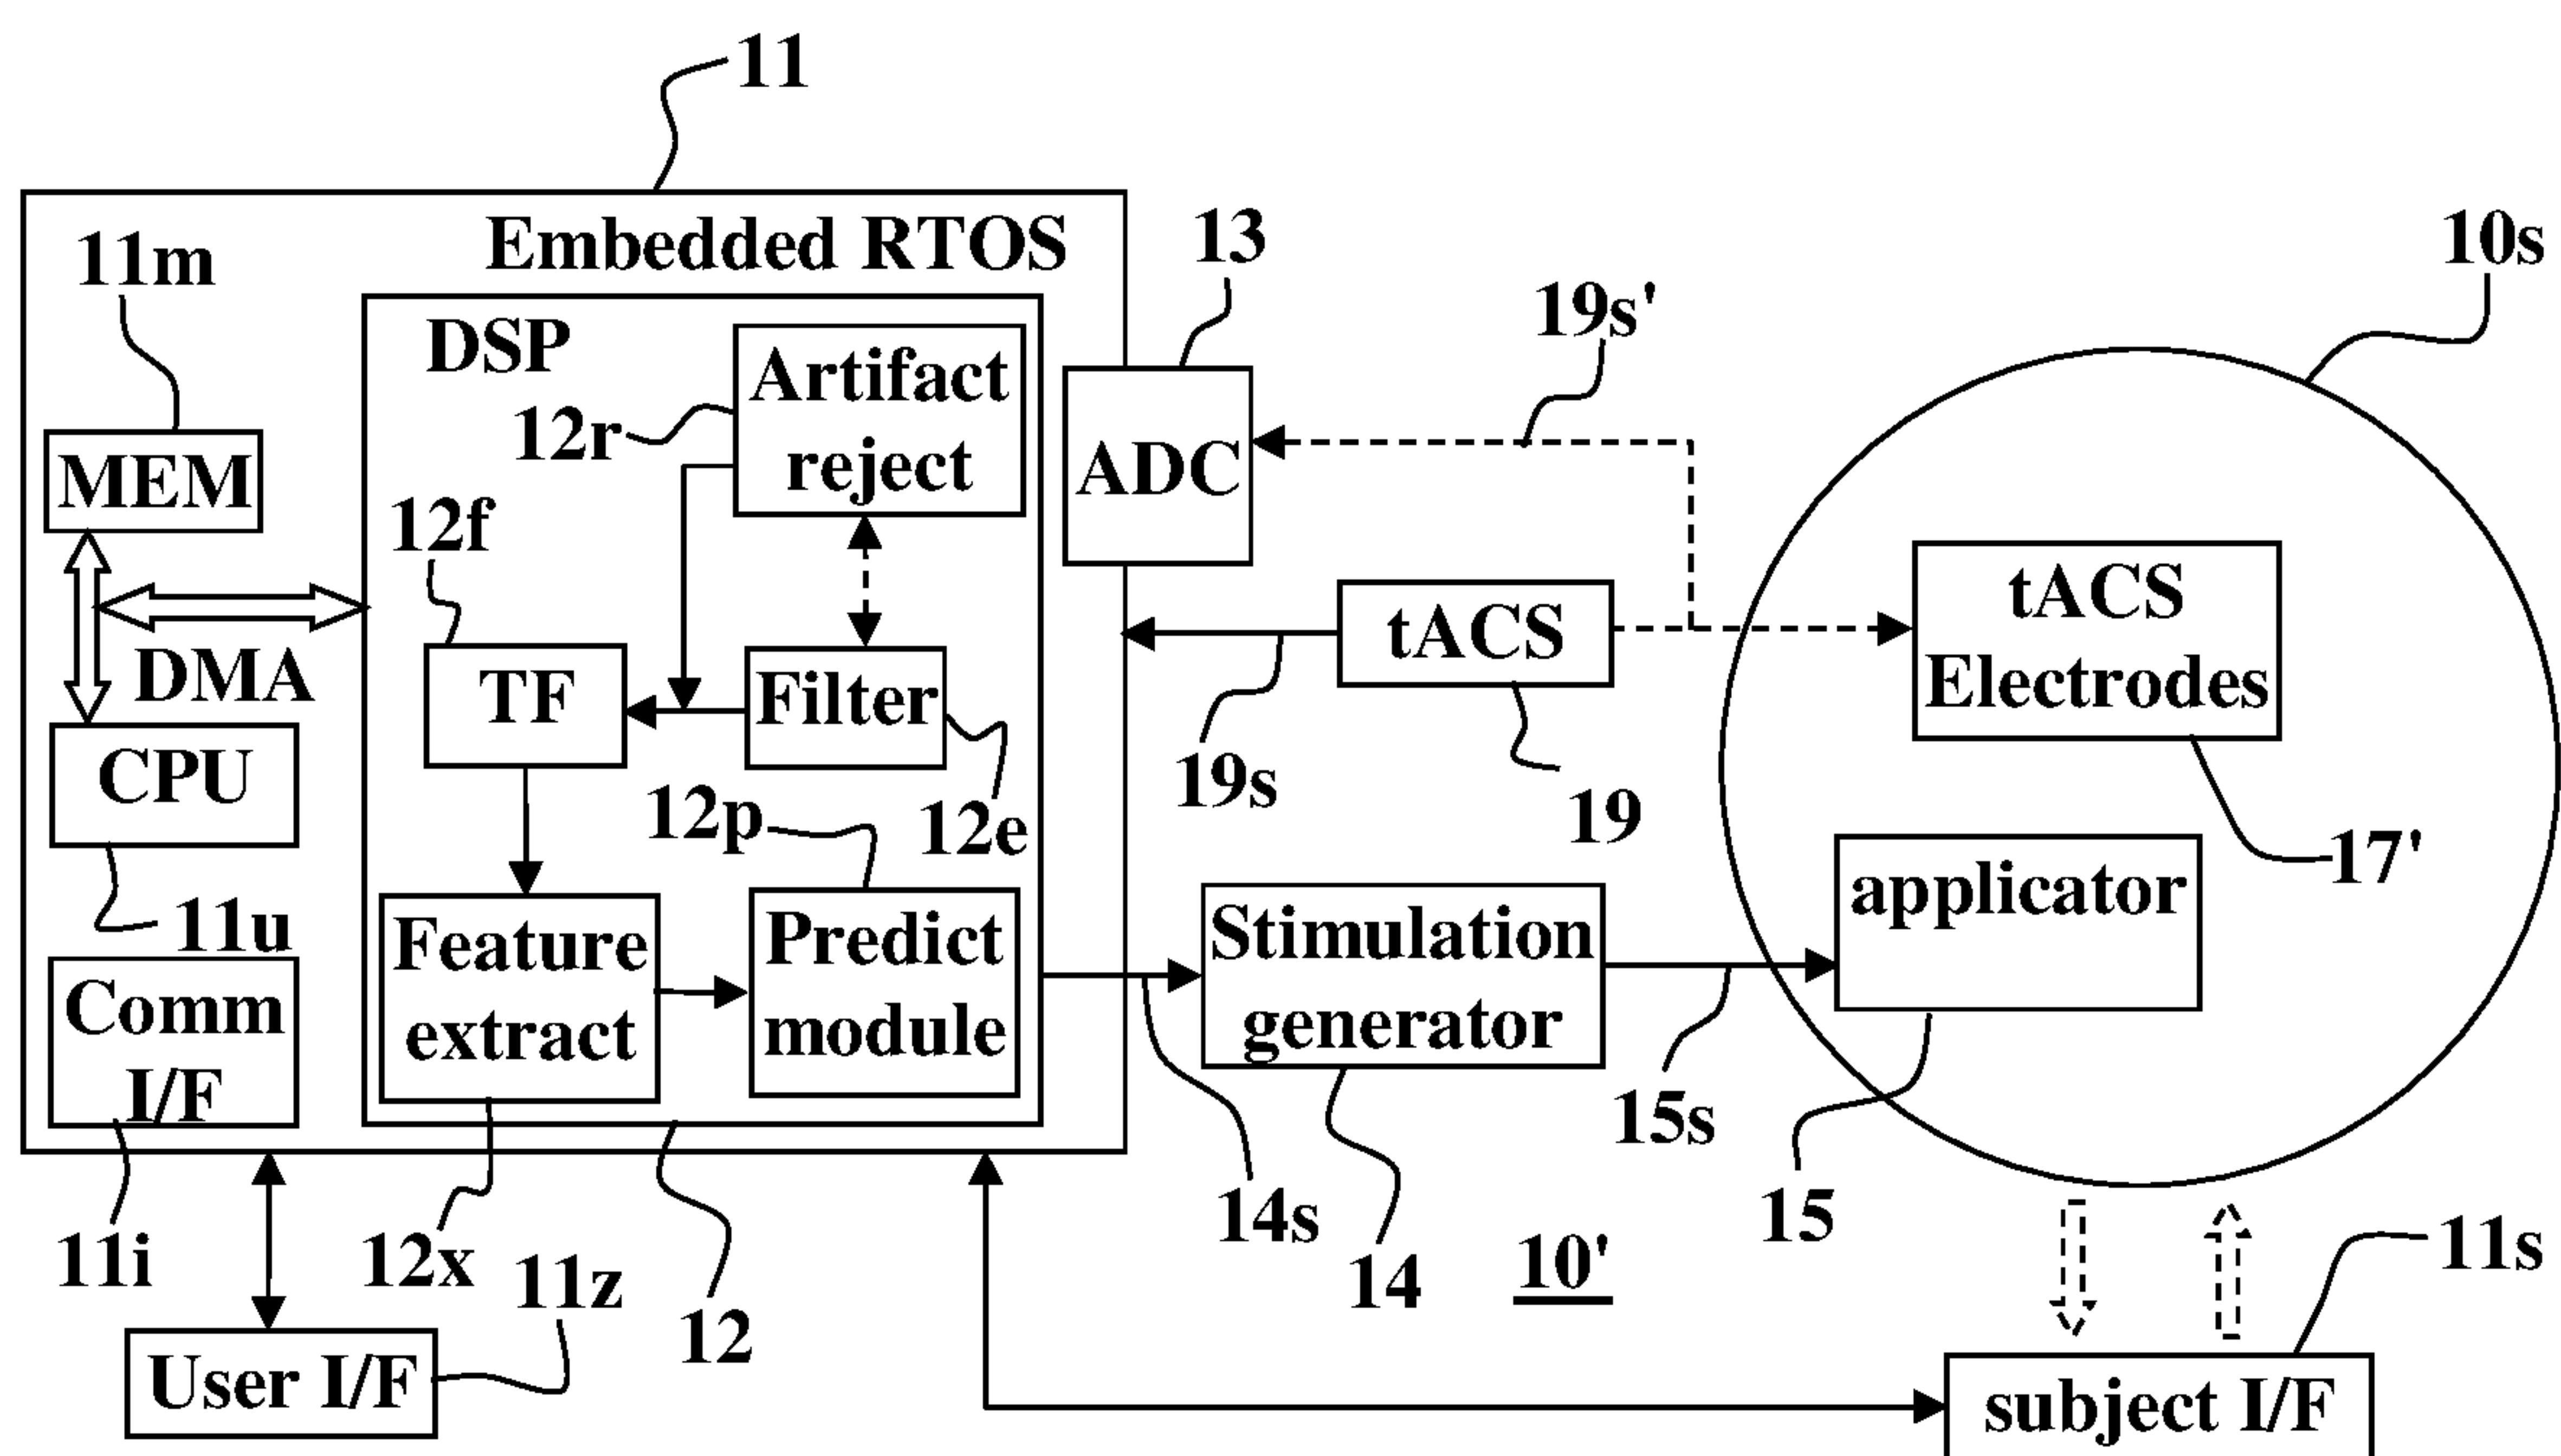 11
Embedded RTOS
13
10s
11m
19s'
DSP
Artifact
reject
12r
ADC
MEM
12f
tACS
Electrodes
tACS
DMA
TF
Filter
CPU
19s
19
12p
12e
17'
applicator
11u
Feature
extract
Predict
module
Stimulation
generator
Comm
I/F
15s
14s
15
11i
12x
11z
12
14
10'
11s
User I/F
subject I/F